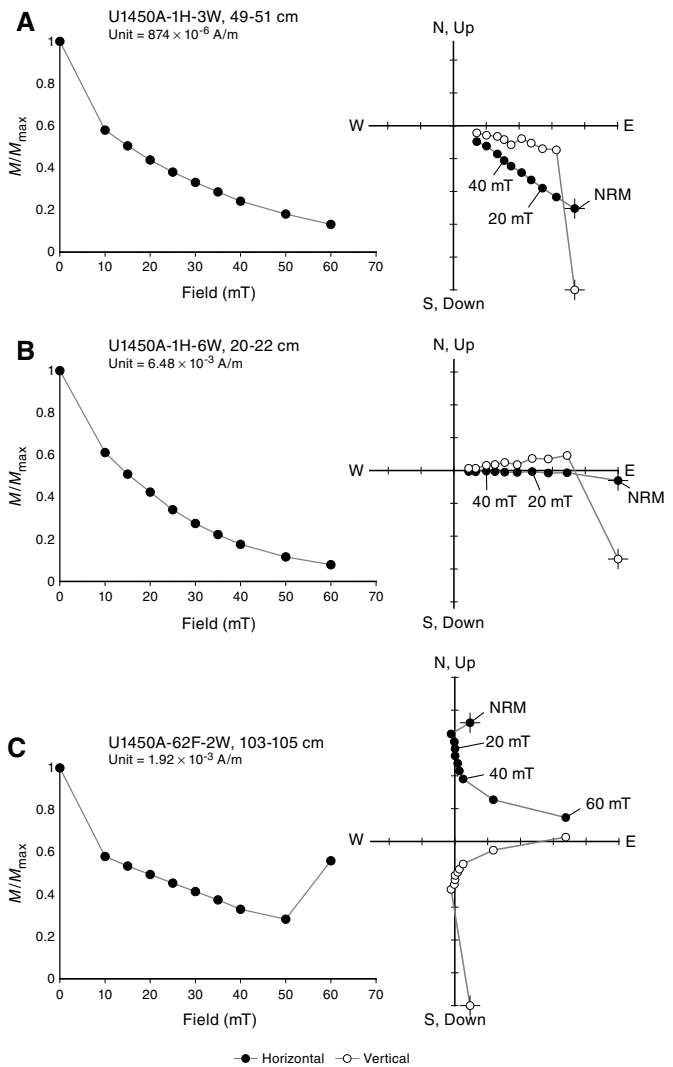 A
U1450A-1H-3W, 49-51 cm
Unit = 874 × 10⁻⁶ A/m
1
0.8
0.6
0.4
0.2
0
M/Mmax
0 10 20 30 40 50 60 70
Field (mT)
N, Up
W
E
40 mT
20 mT
NRM
S, Down
B
U1450A-1H-6W, 20-22 cm
Unit = 6.48 × 10⁻³ A/m
1
0.8
0.6
0.4
0.2
0
M/Mmax
0 10 20 30 40 50 60 70
Field (mT)
N, Up
W
E
40 mT
20 mT
NRM
S, Down
C
U1450A-62F-2W, 103-105 cm
Unit = 1.92 × 10⁻³ A/m
1
0.8
0.6
0.4
0.2
0
M/Mmax
0 10 20 30 40 50 60 70
Field (mT)
N, Up
NRM
20 mT
40 mT
60 mT
W
E
S, Down
Horizontal Vertical